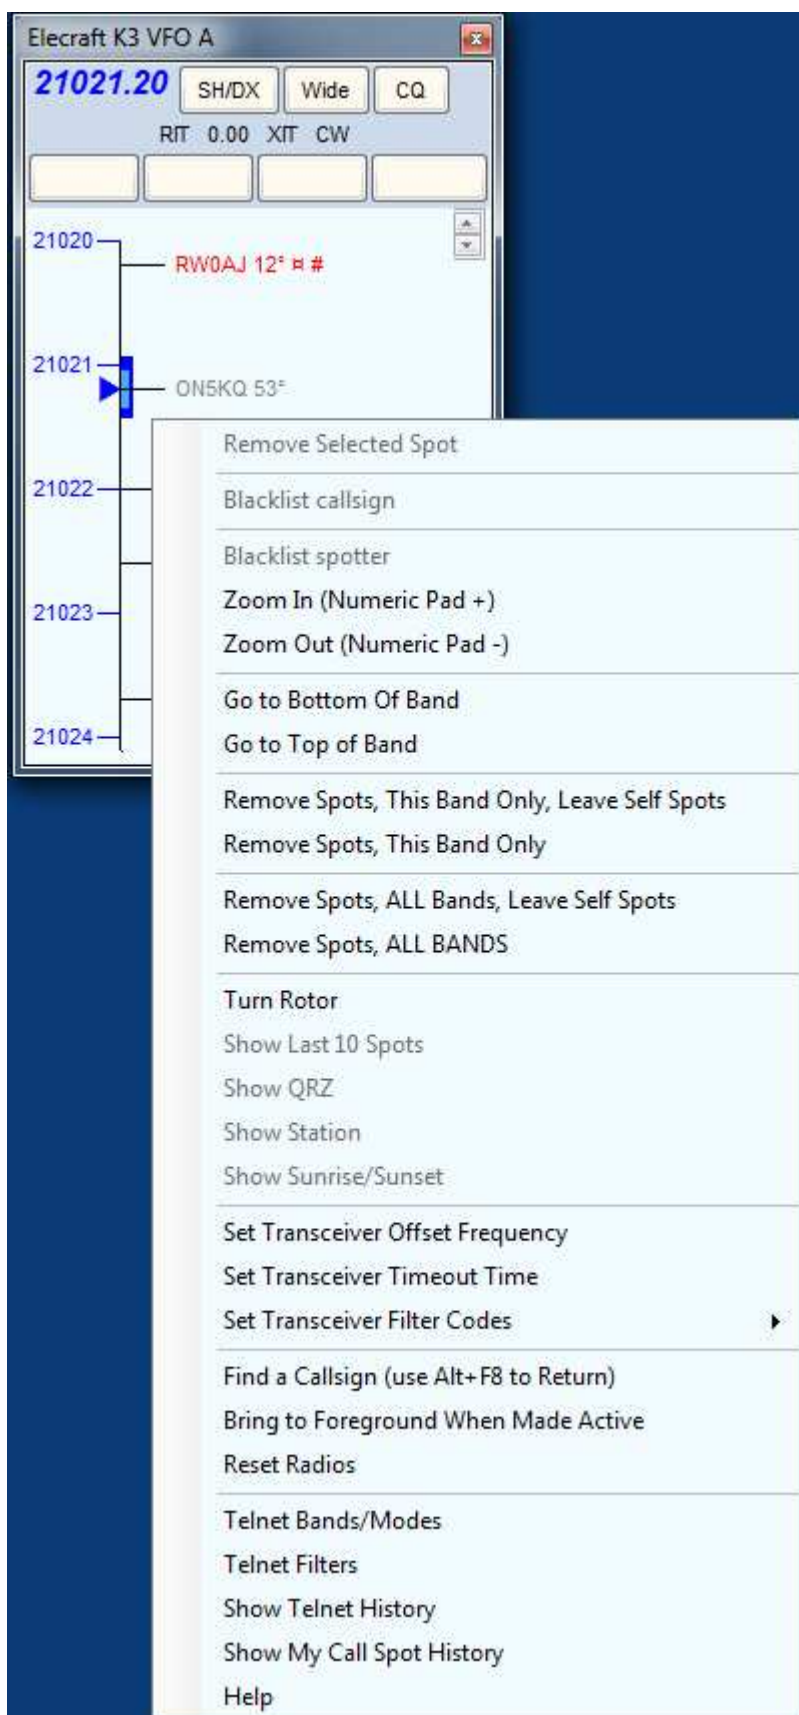 Elecraft K3 VFO A
21021.20 SH/DX Wide CQ
RIT 0.00 XIT CW
21020
RW0AJ 12° ¤ #
21021
ON5KQ 53°
21022
21023
21024
Remove Selected Spot
Blacklist callsign
Blacklist spotter
Zoom In (Numeric Pad +)
Zoom Out (Numeric Pad -)
Go to Bottom Of Band
Go to Top of Band
Remove Spots, This Band Only, Leave Self Spots
Remove Spots, This Band Only
Remove Spots, ALL Bands, Leave Self Spots
Remove Spots, ALL BANDS
Turn Rotor
Show Last 10 Spots
Show QRZ
Show Station
Show Sunrise/Sunset
Set Transceiver Offset Frequency
Set Transceiver Timeout Time
Set Transceiver Filter Codes
Find a Callsign (use Alt+F8 to Return)
Bring to Foreground When Made Active
Reset Radios
Telnet Bands/Modes
Telnet Filters
Show Telnet History
Show My Call Spot History
Help